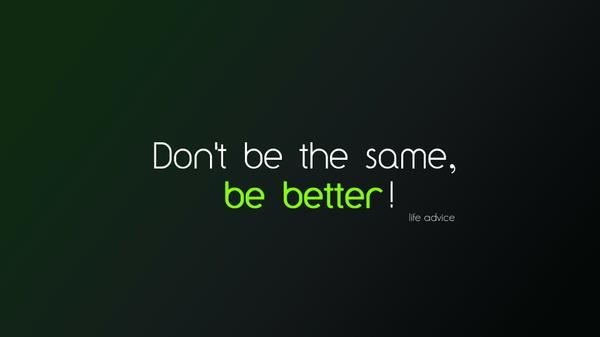 Don't be the same,
be better!
life advice